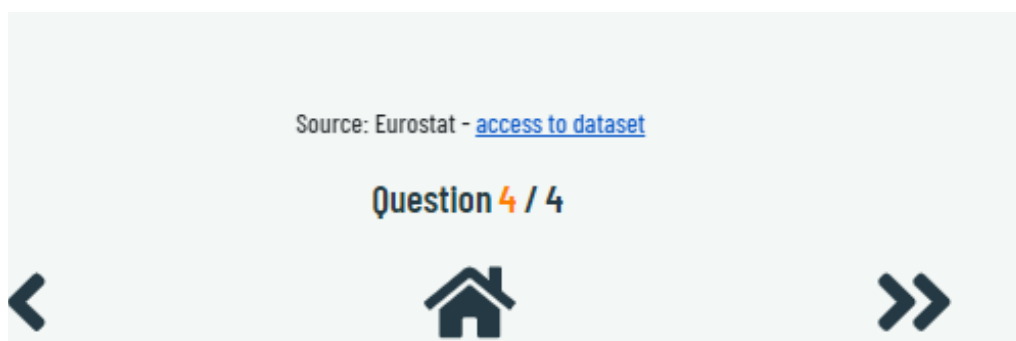 Source: Eurostat - access to dataset
Question 4 / 4